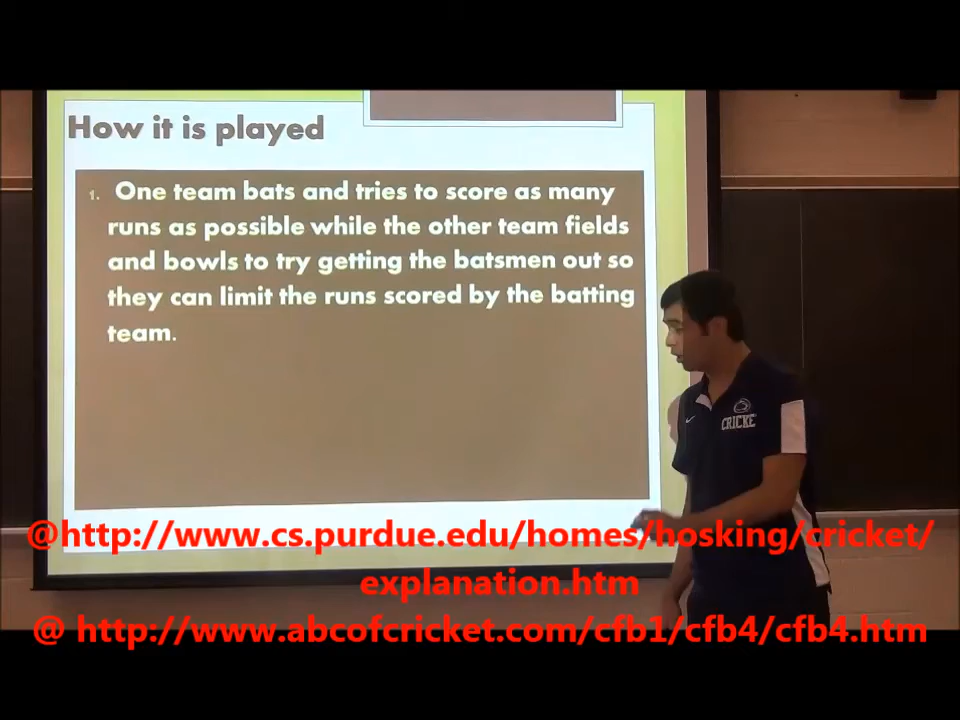 How it is played
1. One team bats and tries to score as many
runs as possible while the other team fields
and bowls to try getting the batsmen out so
they can limit the runs scored by the batting
team.
CRICKE
@http://www.cs.purdue.edu/homes/hosking/cricket/
explanation.htm
@ http://www.abcofcricket.com/cfb1/cfb4/cfb4.htm